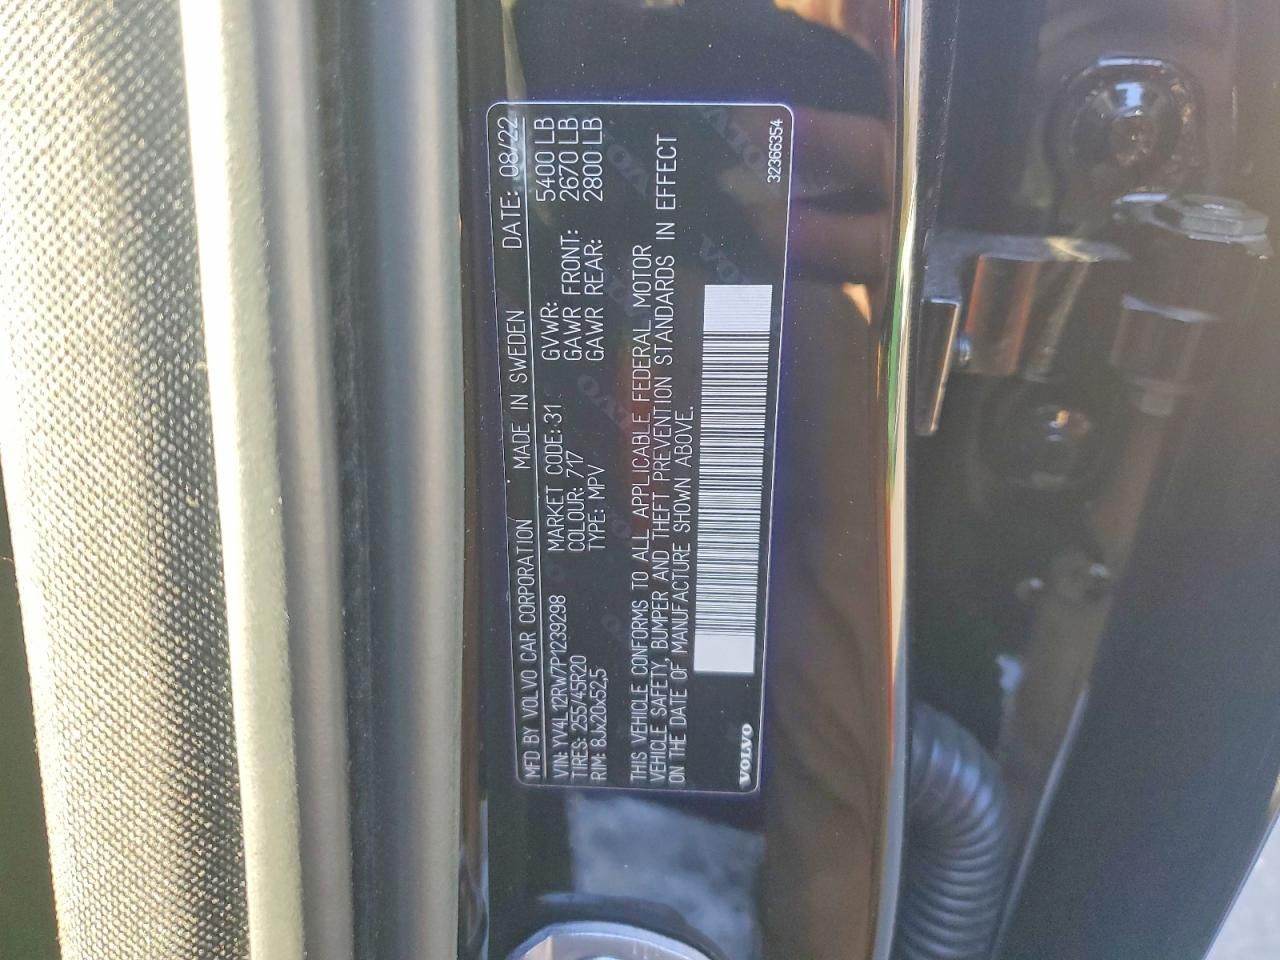 MFD BY VOLVO CAR CORPORATION MADE IN SWEDEN DATE: 08/22
VIN: YV4L12RW7P1239298 MARKET CODE: 31 GVWR: 5400 LB
TIRES: 255/45R20 COLOUR: 717 GAWR FRONT: 2670 LB
RIM: 8Jx20x52,5 TYPE: MPV GAWR REAR: 2800 LB
THIS VEHICLE CONFORMS TO ALL APPLICABLE FEDERAL MOTOR
VEHICLE SAFETY, BUMPER AND THEFT PREVENTION STANDARDS IN EFFECT
ON THE DATE OF MANUFACTURE SHOWN ABOVE.
VOLVO
32366354